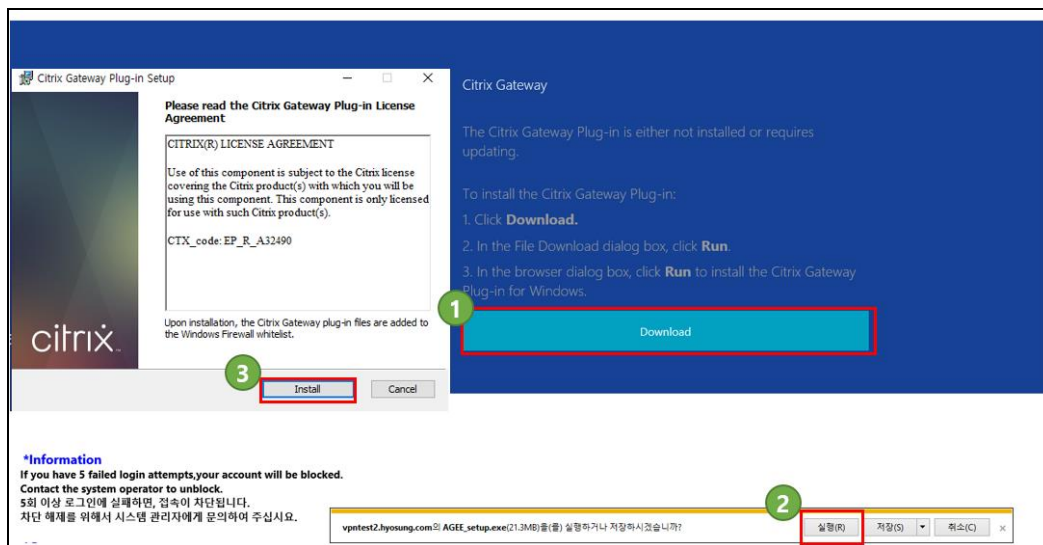 Citrix Gateway Plug-in Setup
Please read the Citrix Gateway Plug-in License
Agreement
CITRIX(R) LICENSE AGREEMENT
Use of this component is subject to the Citrix license
covering the Citrix product(s) with which you will be
using this component. This component is only licensed
for use with such Citrix product(s).
CTX_code: EP_R_A32490
Upon installation, the Citrix Gateway plug-in files are added to
the Windows Firewall whitelist.
citrix
3
Install
Cancel
Citrix Gateway
The Citrix Gateway Plug-in is either not installed or requires
updating.
To install the Citrix Gateway Plug-in:
1. Click Download.
2. In the File Download dialog box, click Run.
3. In the browser dialog box, click Run to install the Citrix Gateway
Plug-in for Windows.
1
Download
*Information
If you have 5 failed login attempts,your account will be blocked.
Contact the system operator to unblock.
5회 이상 로그인에 실패하면, 접속이 차단됩니다.
차단 해제를 위해서 시스템 관리자에게 문의하여 주십시요.
2
vpntest2.hyosung.com의 AGEE_setup.exe(21.3MB)을(를) 실행하거나 저장하시겠습니까?
실행(R)
저장(S)
취소(C)